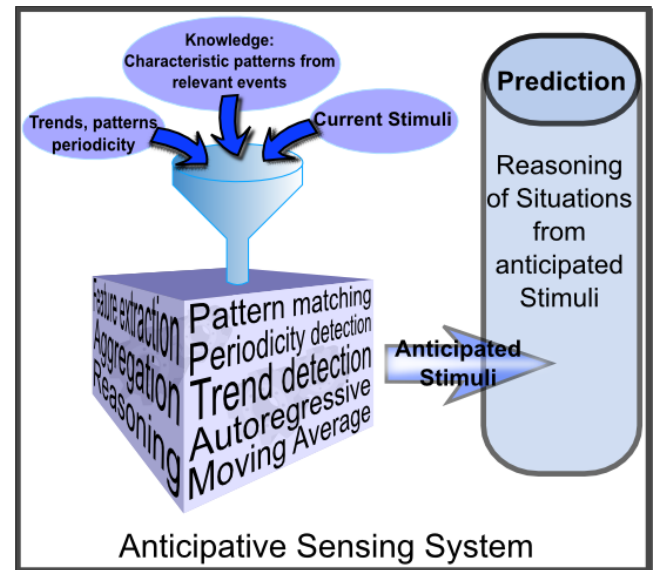 Knowledge:
Characteristic patterns from
relevant events
Trends, patterns
periodicity
Current Stimuli
Feature extraction
Aggregation
Reasoning
Pattern matching
Periodicity detection
Trend detection
Autoregressive
Moving Average
Anticipated
Stimuli
Prediction
Reasoning
of Situations
from
anticipated
Stimuli
Anticipative Sensing System